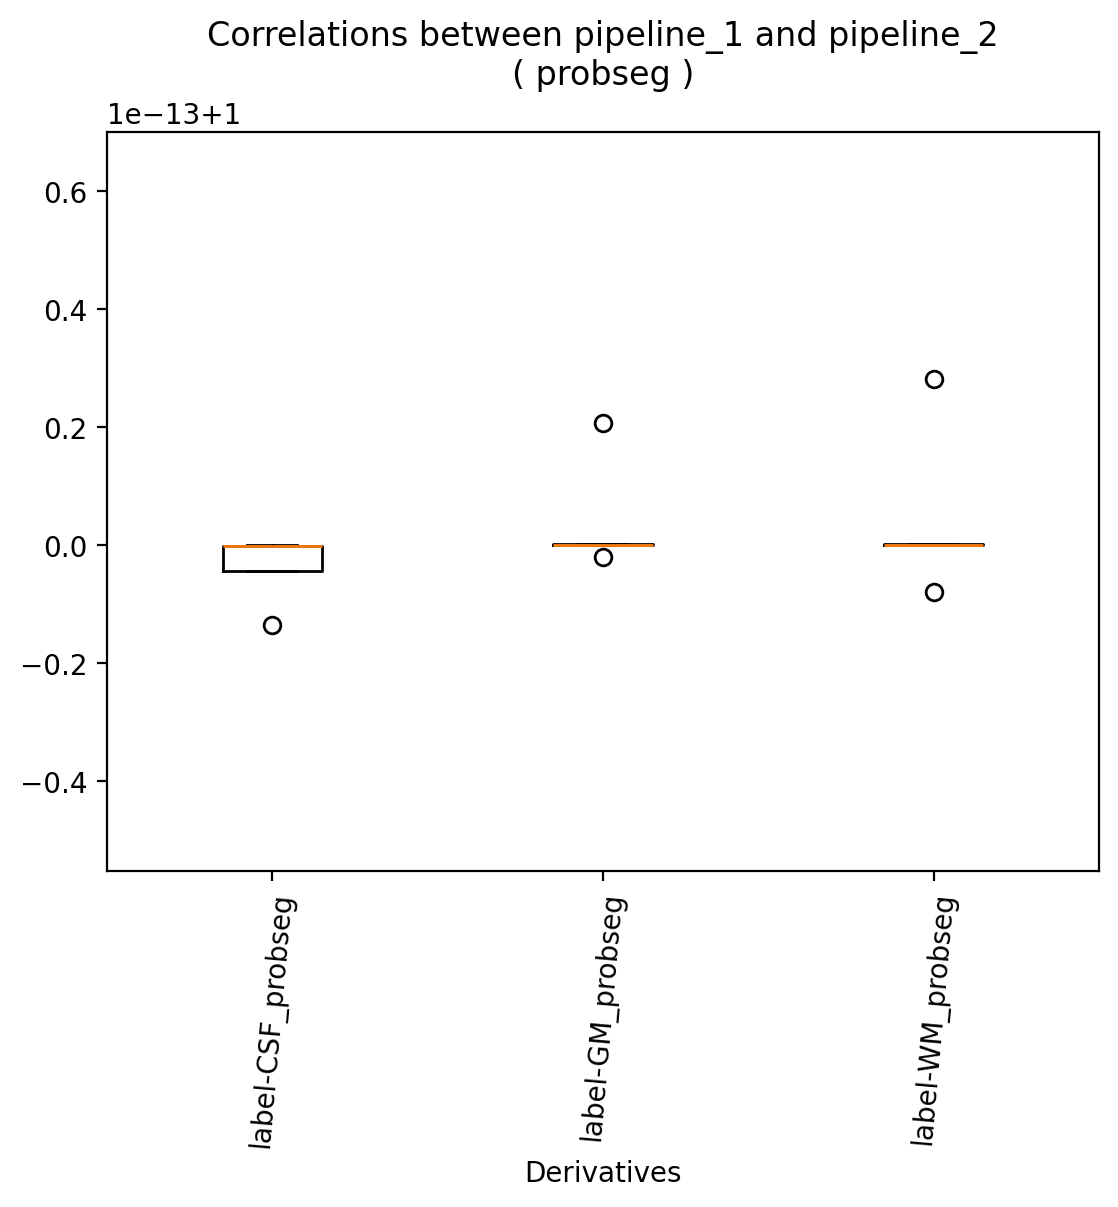 Correlations between pipeline_1 and pipeline_2
( probseg )
1e−13+1
0.6
0.4
0.2
0.0
−0.2
−0.4
label-CSF_probseg
label-GM_probseg
label-WM_probseg
Derivatives